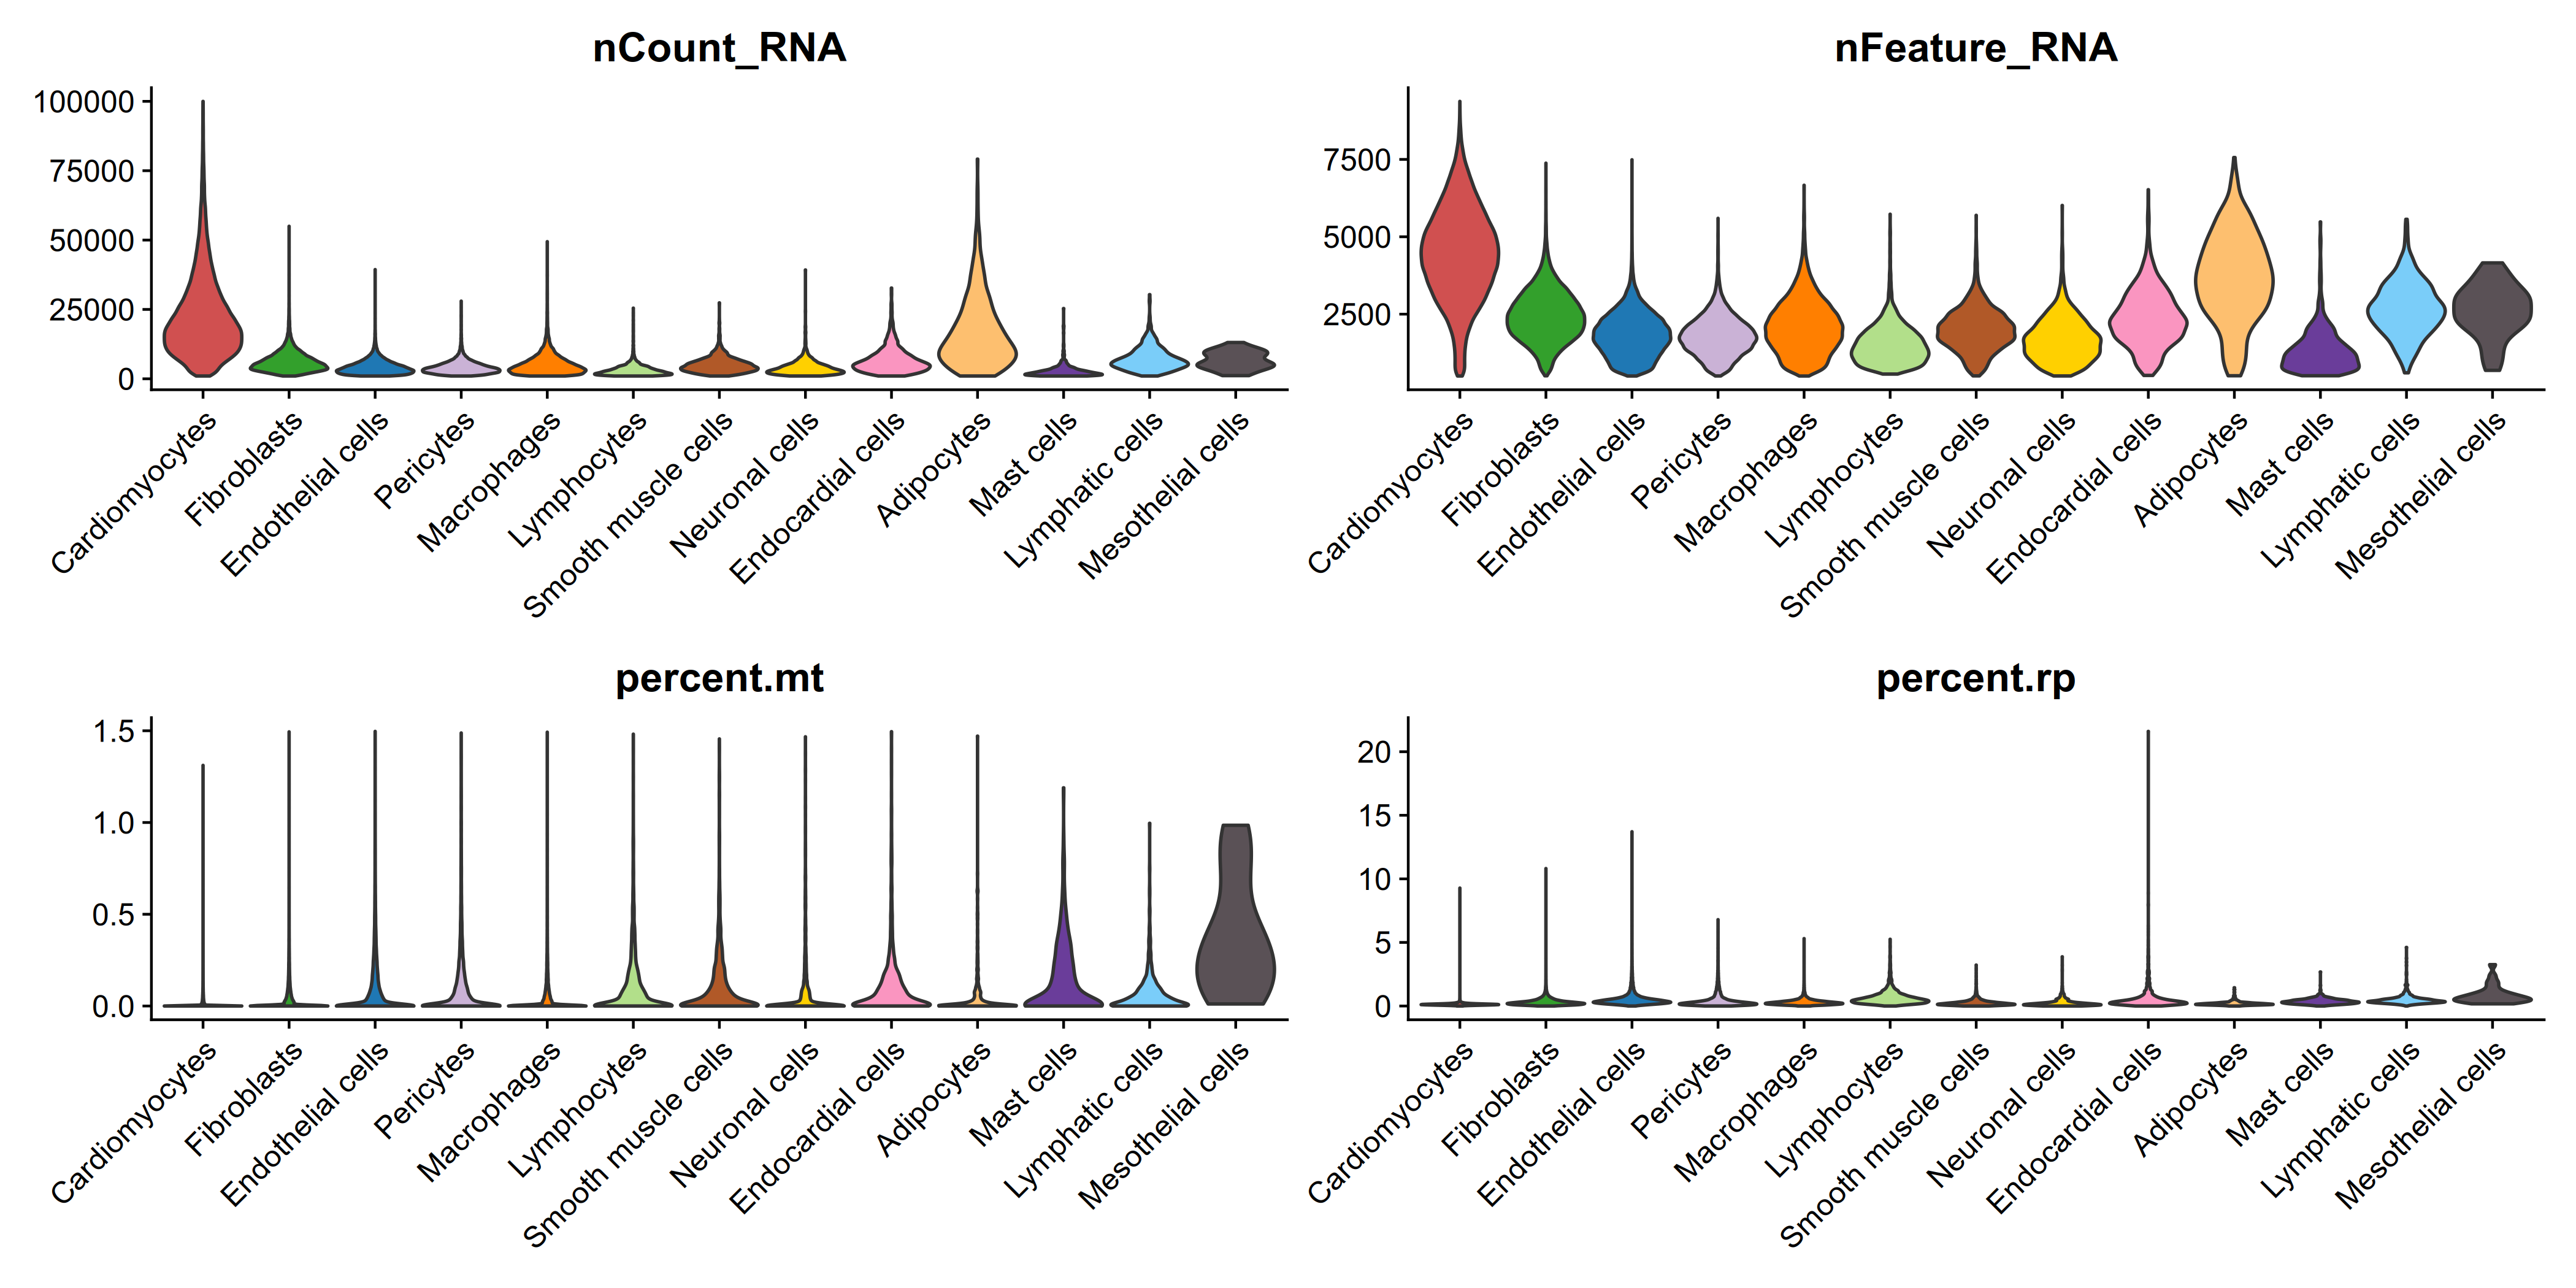 nCount_RNA
100000
75000
50000
25000
0
Cardiomyocytes
Fibroblasts
Endothelial cells
Pericytes
Macrophages
Lymphocytes
Smooth muscle cells
Neuronal cells
Endocardial cells
Adipocytes
Mast cells
Lymphatic cells
Mesothelial cells
nFeature_RNA
7500
5000
2500
Cardiomyocytes
Fibroblasts
Endothelial cells
Pericytes
Macrophages
Lymphocytes
Smooth muscle cells
Neuronal cells
Endocardial cells
Adipocytes
Mast cells
Lymphatic cells
Mesothelial cells
percent.mt
1.5
1.0
0.5
0.0
Cardiomyocytes
Fibroblasts
Endothelial cells
Pericytes
Macrophages
Lymphocytes
Smooth muscle cells
Neuronal cells
Endocardial cells
Adipocytes
Mast cells
Lymphatic cells
Mesothelial cells
percent.rp
20
15
10
5
0
Cardiomyocytes
Fibroblasts
Endothelial cells
Pericytes
Macrophages
Lymphocytes
Smooth muscle cells
Neuronal cells
Endocardial cells
Adipocytes
Mast cells
Lymphatic cells
Mesothelial cells